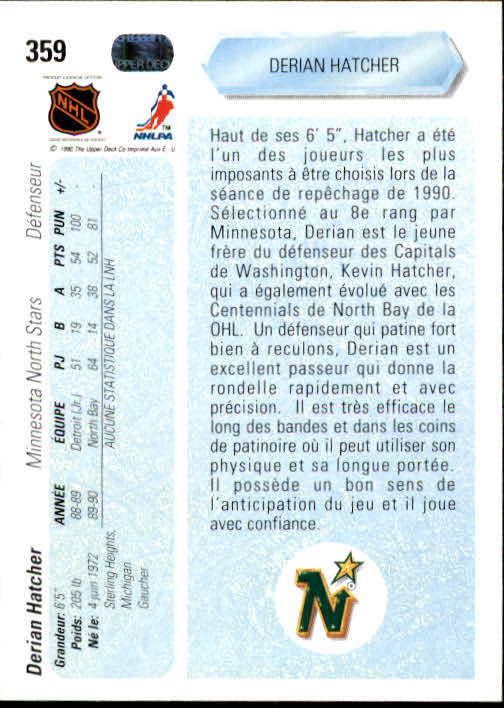 359
UPPER DECK
DERIAN HATCHER
NHL
NHLPA
TM
© 1990 The Upper Deck Co Imprimé Aux É.-U
Haut de ses 6' 5", Hatcher a été
l'un des joueurs les plus
imposants à être choisis lors de la
séance de repêchage de 1990.
Sélectionné au 8e rang par
Minnesota, Derian est le jeune
frère du défenseur des Capitals
de Washington, Kevin Hatcher,
qui a également évolué avec les
Centennials de North Bay de la
OHL. Un défenseur qui patine fort
bien à reculons, Derian est un
excellent passeur qui donne la
rondelle rapidement et avec
précision. Il est très efficace le
long des bandes et dans les coins
de patinoire où il peut utiliser son
physique et sa longue portée.
Il possède un bon sens de
l'anticipation du jeu et il joue
avec confiance.
N
Derian Hatcher Minnesota North Stars Défenseur
Grandeur: 6'5"
Poids: 205 lb
Né le: 4 juin 1972
Sterling Heights,
Michigan
Gaucher
ANNÉE ÉQUIPE PJ B A PTS PUN +/-
88-89 Detroit (Jr.) 51 19 35 54 100 -
89-90 North Bay 64 14 38 52 81 -
AUCUNE STATISTIQUE DANS LA LNH